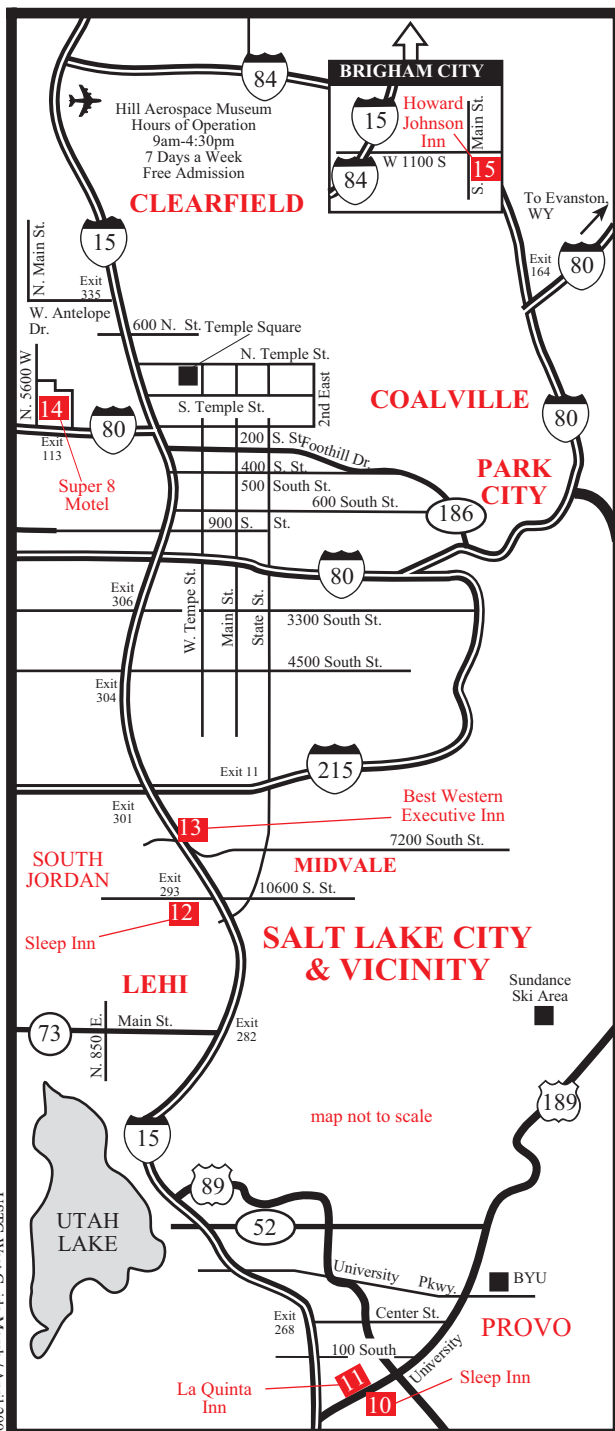 84
BRIGHAM CITY
Howard
Johnson
Inn
15
W 1100 S
84
S. Main St.
15
Hill Aerospace Museum
Hours of Operation
9am-4:30pm
7 Days a Week
Free Admission
CLEARFIELD
To Evanston,
WY
Exit
164
80
15
N. Main St.
Exit
335
W. Antelope
Dr.
600 N. St.
Temple Square
N. Temple St.
2nd East
N. 5600 W
14
S. Temple St.
COALVILLE
80
80
Exit
113
200 S. St.
Foothill Dr.
400 S. St.
500 South St.
600 South St.
900 S. St.
Super 8
Motel
PARK
CITY
186
80
Exit
306
W. Tempe St.
Main St.
State St.
3300 South St.
4500 South St.
Exit
304
Exit 11
215
Exit
301
Best Western
Executive Inn
13
7200 South St.
SOUTH
JORDAN
MIDVALE
Exit
293
10600 S. St.
12
Sleep Inn
SALT LAKE CITY
& VICINITY
LEHI
Sundance
Ski Area
73
N. 850 E.
Main St.
Exit
282
189
map not to scale
15
89
UTAH
LAKE
52
University Pkwy.
BYU
Exit
268
Center St.
PROVO
100 South
University
11
La Quinta
Inn
10
Sleep Inn